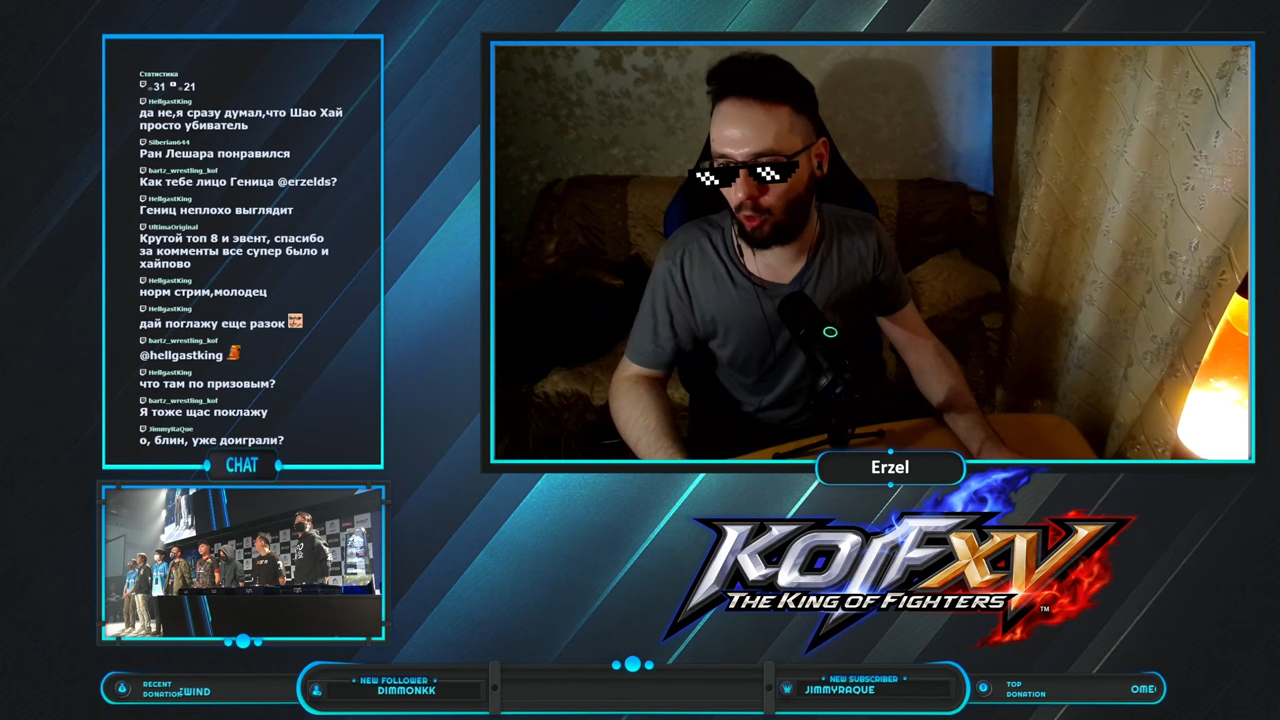 Статистика
31 21
HellgastKing
да не,я сразу думал,что Шао Хай
просто убиватель
Siberian644
Ран Лешара понравился
bartz_wrestling_kof
Как тебе лицо Геница @erzelds?
HellgastKing
Гениц неплохо выглядит
UltimaOriginal
Крутой топ 8 и эвент, спасибо
за комменты все супер было и
хайпово
HellgastKing
норм стрим,молодец
HellgastKing
дай поглажу еще разок
bartz_wrestling_kof
@hellgastking
HellgastKing
что там по призовым?
bartz_wrestling_kof
Я тоже щас поклажу
JimmyRaQue
о, блин, уже доиграли?
CHAT
Erzel
KOFXV
THE KING OF FIGHTERS™
RECENT
DONATION
EWIND
NEW FOLLOWER
DIMMONKK
NEW SUBSCRIBER
JIMMYRAQUE
TOP
DONATION
OME